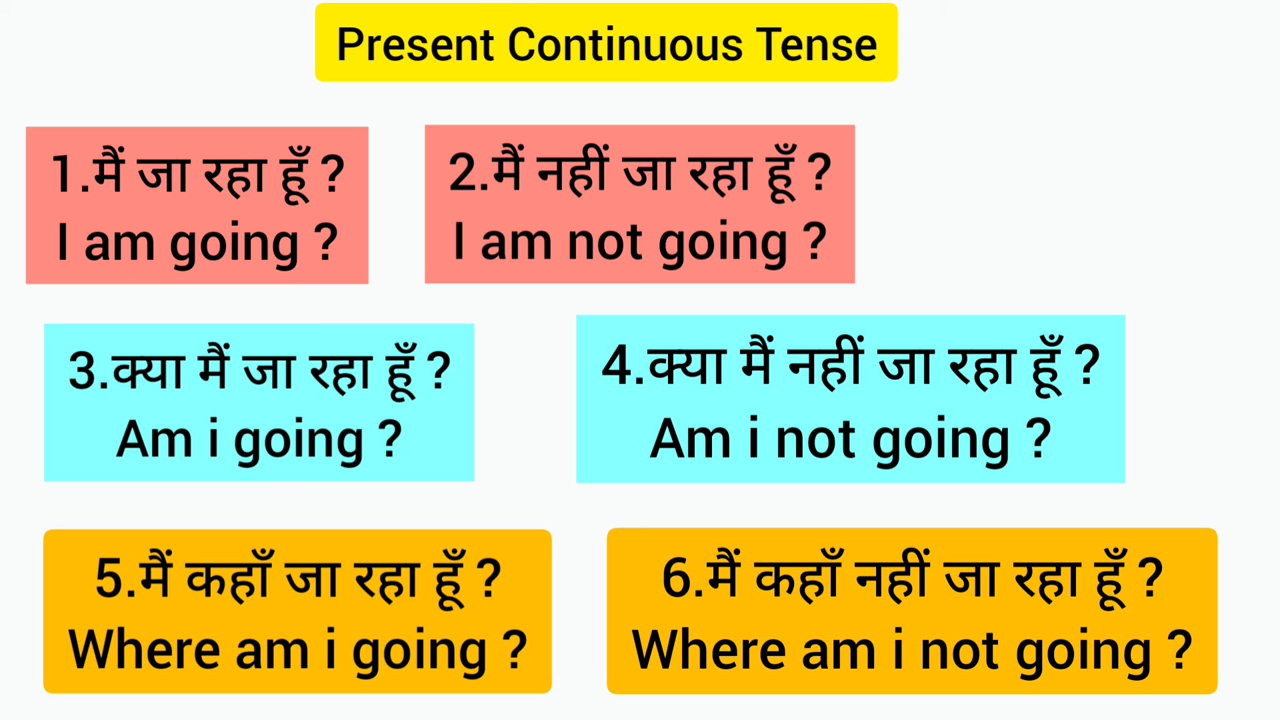 Present Continuous Tense
1.मैं जा रहा हूँ ?
I am going ?
2.मैं नहीं जा रहा हूँ ?
I am not going ?
3.क्या मैं जा रहा हूँ ?
Am i going ?
4.क्या मैं नहीं जा रहा हूँ ?
Am i not going ?
5.मैं कहाँ जा रहा हूँ ?
Where am i going ?
6.मैं कहाँ नहीं जा रहा हूँ ?
Where am i not going ?